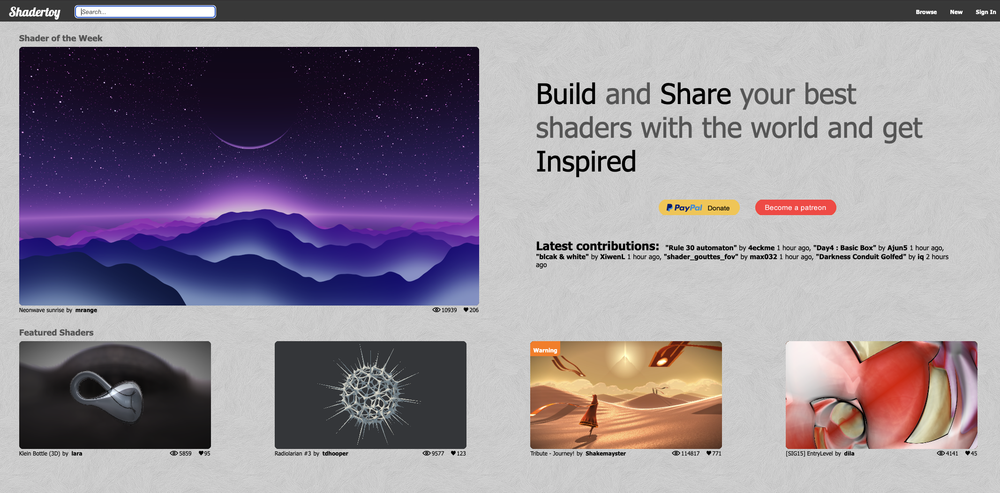 Shadertoy
Search...
Browse New Sign In
Shader of the Week
Build and Share your best
shaders with the world and get
Inspired
PayPal Donate
Become a patreon
Latest contributions: "Rule 30 automaton" by 4eckme 1 hour ago, "Day4 : Basic Box" by Ajun5 1 hour ago,
"blcak & white" by XiwenL 1 hour ago, "shader_gouttes_fov" by max032 1 hour ago, "Darkness Conduit Golfed" by iq 2 hours
ago
Neonwave sunrise by mrange 10939 206
Featured Shaders
Warning
Klein Bottle (3D) by lara 5859 95
Radiolarian #3 by tdhooper 9577 123
Tribute - Journey! by Shakemayster 114817 771
[SIG15] EntryLevel by dila 4141 45